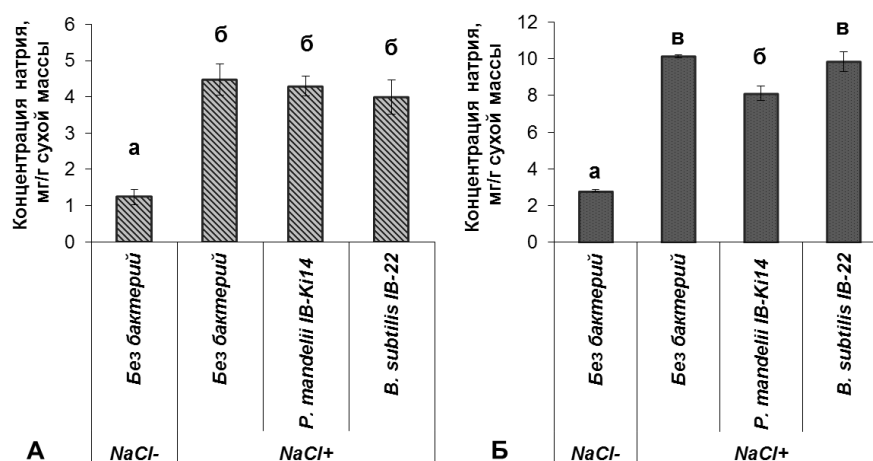 Концентрация натрия,
мг/г сухой массы
6
5
4
3
2
1
0
а
б
б
б
Без бактерий
Без бактерий
P. mandelii IB-Ki14
B. subtilis IB-22
А
NaCl-
NaCl+
Концентрация натрия,
мг/г сухой массы
12
10
8
6
4
2
0
а
в
б
в
Без бактерий
Без бактерий
P. mandelii IB-Ki14
B. subtilis IB-22
Б
NaCl-
NaCl+